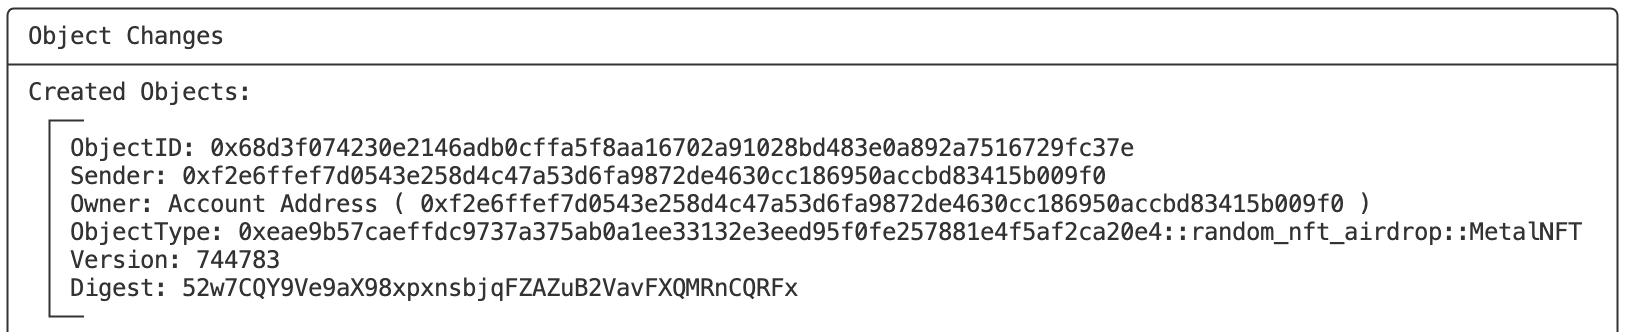 Object Changes
Created Objects:
ObjectID: 0x68d3f074230e2146adb0cffa5f8aa16702a91028bd483e0a892a7516729fc37e
Sender: 0xf2e6ffef7d0543e258d4c47a53d6fa9872de4630cc186950accbd83415b009f0
Owner: Account Address ( 0xf2e6ffef7d0543e258d4c47a53d6fa9872de4630cc186950accbd83415b009f0 )
ObjectType: 0xeae9b57caeffdc9737a375ab0a1ee33132e3eed95f0fe257881e4f5af2ca20e4::random_nft_airdrop::MetalNFT
Version: 744783
Digest: 52w7CQY9Ve9aX98xpxnsbjqFZAZuB2VavFXQMRnCQRFx